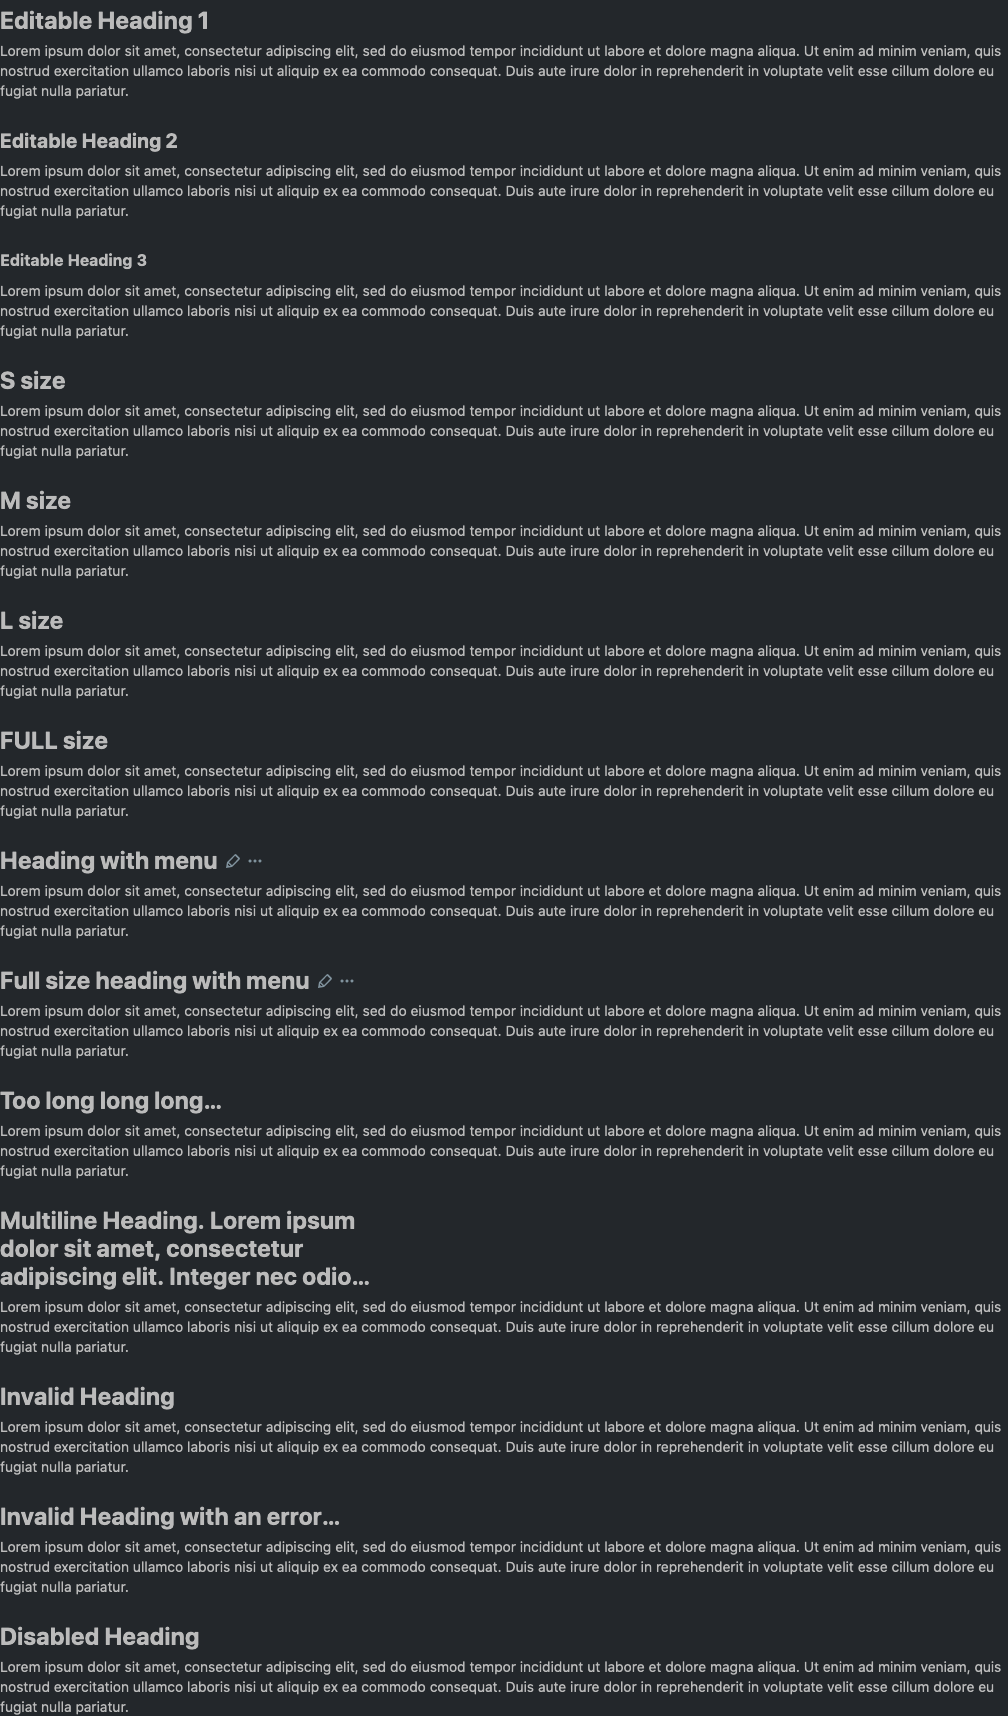 Editable Heading 1
Lorem ipsum dolor sit amet, consectetur adipiscing elit, sed do eiusmod tempor incididunt ut labore et dolore magna aliqua. Ut enim ad minim veniam, quis
nostrud exercitation ullamco laboris nisi ut aliquip ex ea commodo consequat. Duis aute irure dolor in reprehenderit in voluptate velit esse cillum dolore eu
fugiat nulla pariatur.
Editable Heading 2
Lorem ipsum dolor sit amet, consectetur adipiscing elit, sed do eiusmod tempor incididunt ut labore et dolore magna aliqua. Ut enim ad minim veniam, quis
nostrud exercitation ullamco laboris nisi ut aliquip ex ea commodo consequat. Duis aute irure dolor in reprehenderit in voluptate velit esse cillum dolore eu
fugiat nulla pariatur.
Editable Heading 3
Lorem ipsum dolor sit amet, consectetur adipiscing elit, sed do eiusmod tempor incididunt ut labore et dolore magna aliqua. Ut enim ad minim veniam, quis
nostrud exercitation ullamco laboris nisi ut aliquip ex ea commodo consequat. Duis aute irure dolor in reprehenderit in voluptate velit esse cillum dolore eu
fugiat nulla pariatur.
S size
Lorem ipsum dolor sit amet, consectetur adipiscing elit, sed do eiusmod tempor incididunt ut labore et dolore magna aliqua. Ut enim ad minim veniam, quis
nostrud exercitation ullamco laboris nisi ut aliquip ex ea commodo consequat. Duis aute irure dolor in reprehenderit in voluptate velit esse cillum dolore eu
fugiat nulla pariatur.
M size
Lorem ipsum dolor sit amet, consectetur adipiscing elit, sed do eiusmod tempor incididunt ut labore et dolore magna aliqua. Ut enim ad minim veniam, quis
nostrud exercitation ullamco laboris nisi ut aliquip ex ea commodo consequat. Duis aute irure dolor in reprehenderit in voluptate velit esse cillum dolore eu
fugiat nulla pariatur.
L size
Lorem ipsum dolor sit amet, consectetur adipiscing elit, sed do eiusmod tempor incididunt ut labore et dolore magna aliqua. Ut enim ad minim veniam, quis
nostrud exercitation ullamco laboris nisi ut aliquip ex ea commodo consequat. Duis aute irure dolor in reprehenderit in voluptate velit esse cillum dolore eu
fugiat nulla pariatur.
FULL size
Lorem ipsum dolor sit amet, consectetur adipiscing elit, sed do eiusmod tempor incididunt ut labore et dolore magna aliqua. Ut enim ad minim veniam, quis
nostrud exercitation ullamco laboris nisi ut aliquip ex ea commodo consequat. Duis aute irure dolor in reprehenderit in voluptate velit esse cillum dolore eu
fugiat nulla pariatur.
Heading with menu
Lorem ipsum dolor sit amet, consectetur adipiscing elit, sed do eiusmod tempor incididunt ut labore et dolore magna aliqua. Ut enim ad minim veniam, quis
nostrud exercitation ullamco laboris nisi ut aliquip ex ea commodo consequat. Duis aute irure dolor in reprehenderit in voluptate velit esse cillum dolore eu
fugiat nulla pariatur.
Full size heading with menu
Lorem ipsum dolor sit amet, consectetur adipiscing elit, sed do eiusmod tempor incididunt ut labore et dolore magna aliqua. Ut enim ad minim veniam, quis
nostrud exercitation ullamco laboris nisi ut aliquip ex ea commodo consequat. Duis aute irure dolor in reprehenderit in voluptate velit esse cillum dolore eu
fugiat nulla pariatur.
Too long long long…
Lorem ipsum dolor sit amet, consectetur adipiscing elit, sed do eiusmod tempor incididunt ut labore et dolore magna aliqua. Ut enim ad minim veniam, quis
nostrud exercitation ullamco laboris nisi ut aliquip ex ea commodo consequat. Duis aute irure dolor in reprehenderit in voluptate velit esse cillum dolore eu
fugiat nulla pariatur.
Multiline Heading. Lorem ipsum
dolor sit amet, consectetur
adipiscing elit. Integer nec odio…
Lorem ipsum dolor sit amet, consectetur adipiscing elit, sed do eiusmod tempor incididunt ut labore et dolore magna aliqua. Ut enim ad minim veniam, quis
nostrud exercitation ullamco laboris nisi ut aliquip ex ea commodo consequat. Duis aute irure dolor in reprehenderit in voluptate velit esse cillum dolore eu
fugiat nulla pariatur.
Invalid Heading
Lorem ipsum dolor sit amet, consectetur adipiscing elit, sed do eiusmod tempor incididunt ut labore et dolore magna aliqua. Ut enim ad minim veniam, quis
nostrud exercitation ullamco laboris nisi ut aliquip ex ea commodo consequat. Duis aute irure dolor in reprehenderit in voluptate velit esse cillum dolore eu
fugiat nulla pariatur.
Invalid Heading with an error…
Lorem ipsum dolor sit amet, consectetur adipiscing elit, sed do eiusmod tempor incididunt ut labore et dolore magna aliqua. Ut enim ad minim veniam, quis
nostrud exercitation ullamco laboris nisi ut aliquip ex ea commodo consequat. Duis aute irure dolor in reprehenderit in voluptate velit esse cillum dolore eu
fugiat nulla pariatur.
Disabled Heading
Lorem ipsum dolor sit amet, consectetur adipiscing elit, sed do eiusmod tempor incididunt ut labore et dolore magna aliqua. Ut enim ad minim veniam, quis
nostrud exercitation ullamco laboris nisi ut aliquip ex ea commodo consequat. Duis aute irure dolor in reprehenderit in voluptate velit esse cillum dolore eu
fugiat nulla pariatur.